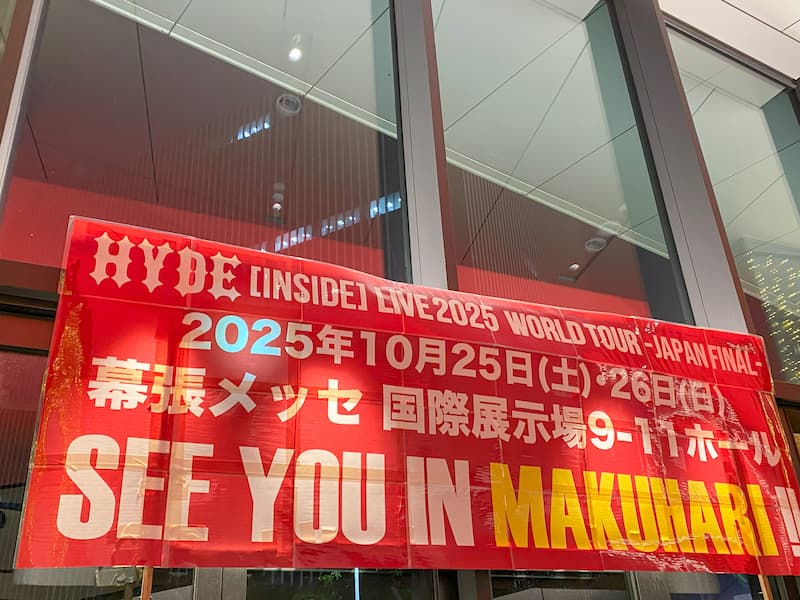 HYDE [INSIDE] LIVE2025 WORLD TOUR -JAPAN FINAL-
2025年10月25日(土)・26日(日)
幕張メッセ 国際展示場9-11ホール
SEE YOU IN MAKUHARI!!